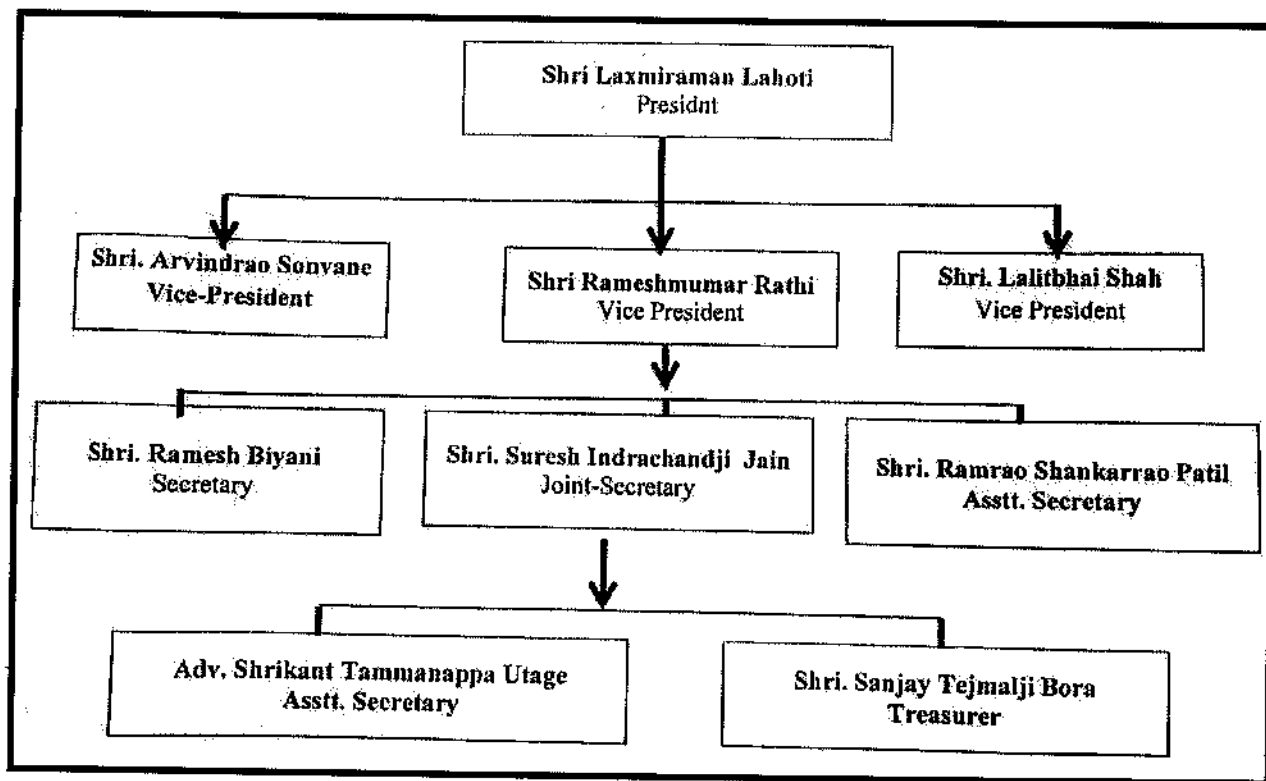 Shri Laxmiraman Lahoti
Presidnt
Shri. Arvindrao Sonvane
Vice-President
Shri Rameshmumar Rathi
Vice President
Shri. Lalitbhai Shah
Vice President
Shri. Ramesh Biyani
Secretary
Shri. Suresh Indrachandji Jain
Joint-Secretary
Shri. Ramrao Shankarrao Patil
Asstt. Secretary
Adv. Shrikant Tammanappa Utage
Asstt. Secretary
Shri. Sanjay Tejmalji Bora
Treasurer